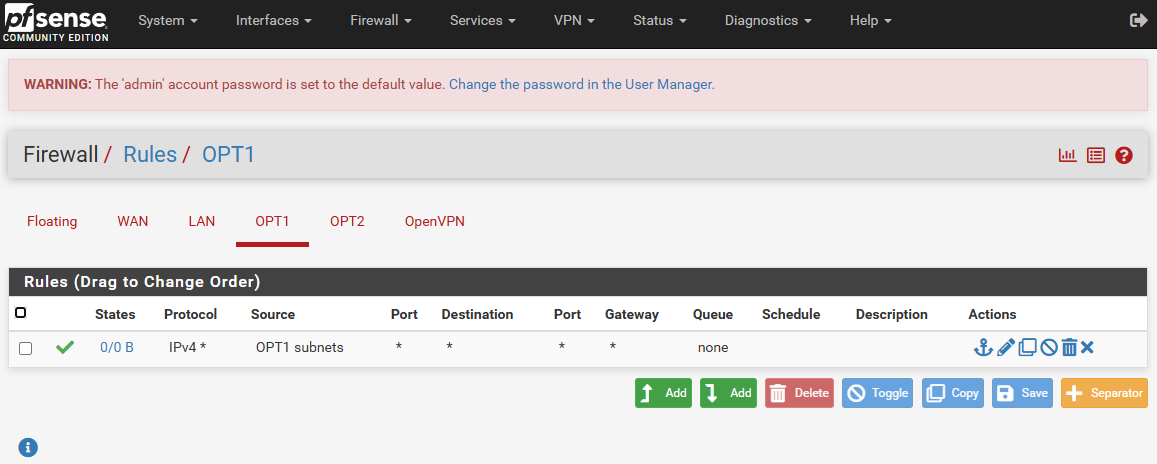 pfsense COMMUNITY EDITION System Interfaces Firewall Services VPN Status Diagnostics Help
WARNING: The 'admin' account password is set to the default value. Change the password in the User Manager.
Firewall / Rules / OPT1
Floating WAN LAN OPT1 OPT2 OpenVPN
Rules (Drag to Change Order)
States Protocol Source Port Destination Port Gateway Queue Schedule Description Actions
0/0 B IPv4 * OPT1 subnets * * * * none
Add Add Delete Toggle Copy Save Separator